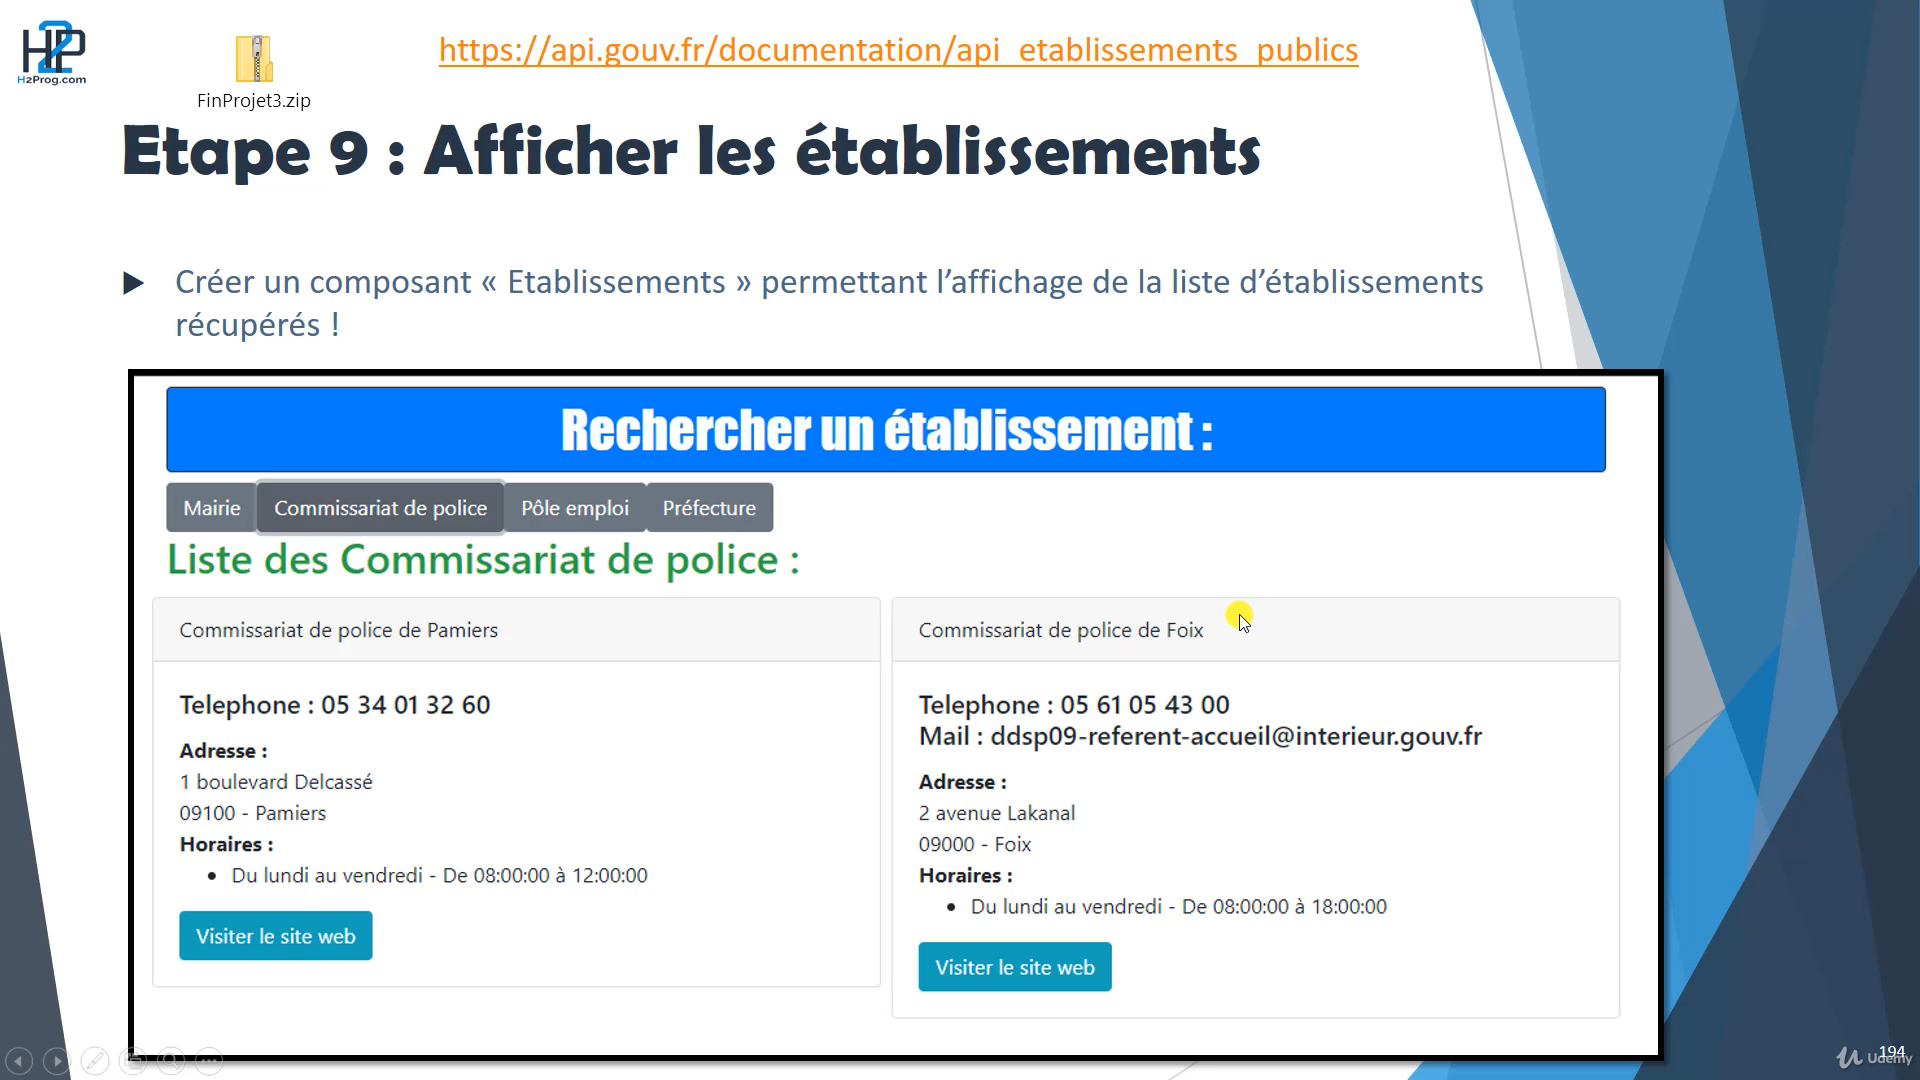 H2P
H2Prog.com
FinProjet3.zip
https://api.gouv.fr/documentation/api_etablissements_publics
Etape 9 : Afficher les établissements
Créer un composant « Etablissements » permettant l’affichage de la liste d’établissements
récupérés !
Rechercher un établissement :
Mairie Commissariat de police Pôle emploi Préfecture
Liste des Commissariat de police :
Commissariat de police de Pamiers
Telephone : 05 34 01 32 60
Adresse :
1 boulevard Delcassé
09100 - Pamiers
Horaires :
• Du lundi au vendredi - De 08:00:00 à 12:00:00
Visiter le site web
Commissariat de police de Foix
Telephone : 05 61 05 43 00
Mail : ddsp09-referent-accueil@interieur.gouv.fr
Adresse :
2 avenue Lakanal
09000 - Foix
Horaires :
• Du lundi au vendredi - De 08:00:00 à 18:00:00
Visiter le site web
194
Udemy